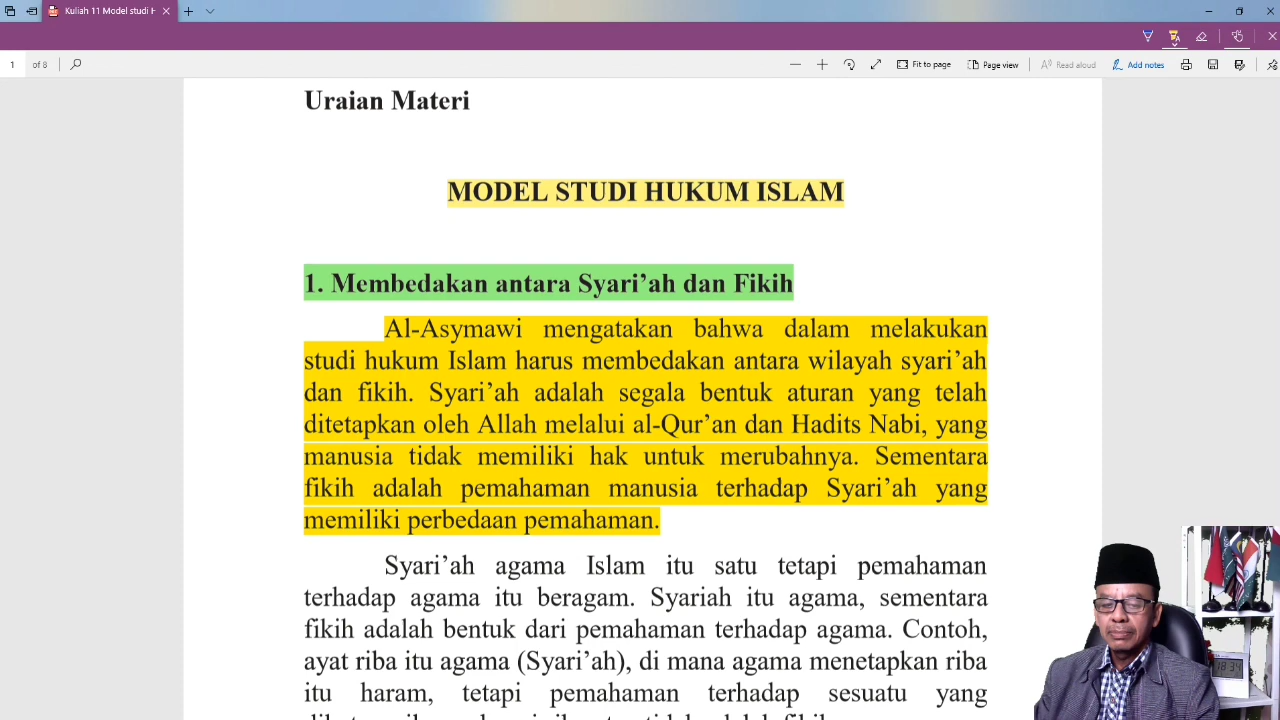 Kuliah 11 Model studi H
1 of 8
Fit to page
Page view
Read aloud
Add notes
Uraian Materi
MODEL STUDI HUKUM ISLAM
1. Membedakan antara Syari’ah dan Fikih
Al-Asymawi mengatakan bahwa dalam melakukan
studi hukum Islam harus membedakan antara wilayah syari’ah
dan fikih. Syari’ah adalah segala bentuk aturan yang telah
ditetapkan oleh Allah melalui al-Qur’an dan Hadits Nabi, yang
manusia tidak memiliki hak untuk merubahnya. Sementara
fikih adalah pemahaman manusia terhadap Syari’ah yang
memiliki perbedaan pemahaman.
Syari’ah agama Islam itu satu tetapi pemahaman
terhadap agama itu beragam. Syariah itu agama, sementara
fikih adalah bentuk dari pemahaman terhadap agama. Contoh,
ayat riba itu agama (Syari’ah), di mana agama menetapkan riba
itu haram, tetapi pemahaman terhadap sesuatu yang
18:34